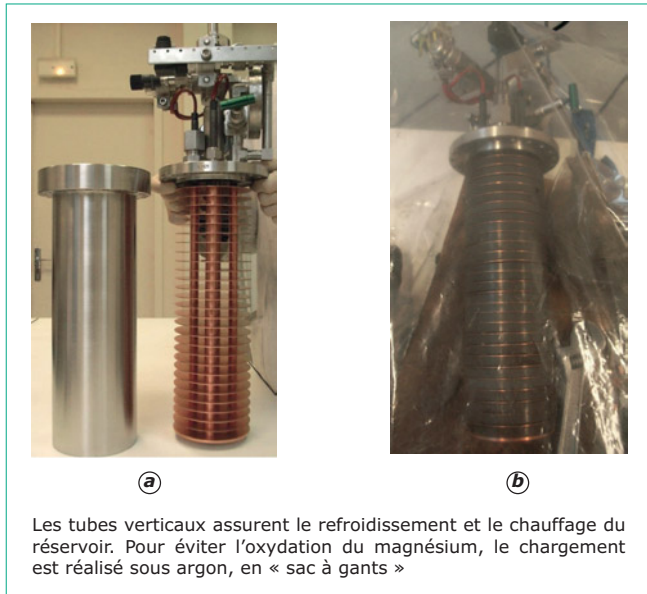 a b
Les tubes verticaux assurent le refroidissement et le chauffage du
réservoir. Pour éviter l’oxydation du magnésium, le chargement
est réalisé sous argon, en « sac à gants »